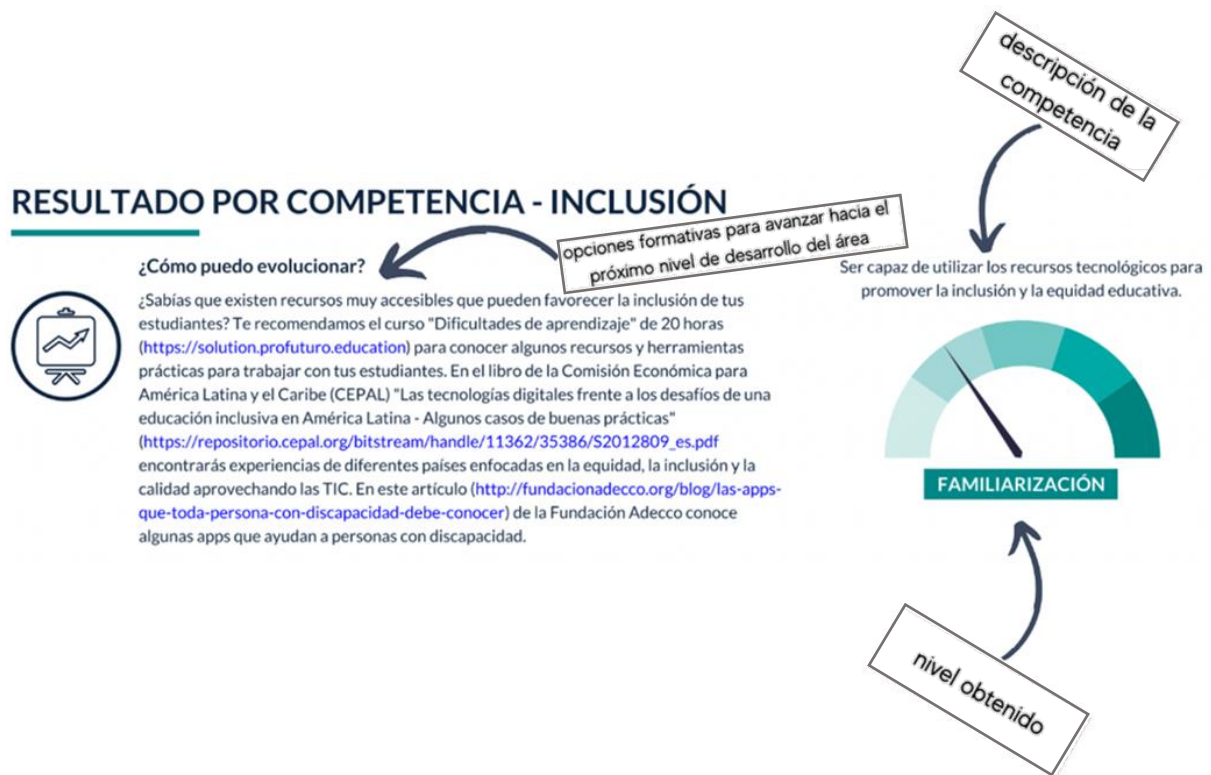 descripción de la
competencia
RESULTADO POR COMPETENCIA - INCLUSIÓN
opciones formativas para avanzar hacia el
próximo nivel de desarrollo del área
¿Cómo puedo evolucionar?
¿Sabías que existen recursos muy accesibles que pueden favorecer la inclusión de tus
estudiantes? Te recomendamos el curso "Dificultades de aprendizaje" de 20 horas
(https://solution.profuturo.education) para conocer algunos recursos y herramientas
prácticas para trabajar con tus estudiantes. En el libro de la Comisión Económica para
América Latina y el Caribe (CEPAL) "Las tecnologías digitales frente a los desafíos de una
educación inclusiva en América Latina - Algunos casos de buenas prácticas"
(https://repositorio.cepal.org/bitstream/handle/11362/35386/S2012809_es.pdf
encontrarás experiencias de diferentes países enfocadas en la equidad, la inclusión y la
calidad aprovechando las TIC. En este artículo (http://fundacionadecco.org/blog/las-apps-
que-toda-persona-con-discapacidad-debe-conocer) de la Fundación Adecco conoce
algunas apps que ayudan a personas con discapacidad.
Ser capaz de utilizar los recursos tecnológicos para
promover la inclusión y la equidad educativa.
FAMILIARIZACIÓN
nivel obtenido